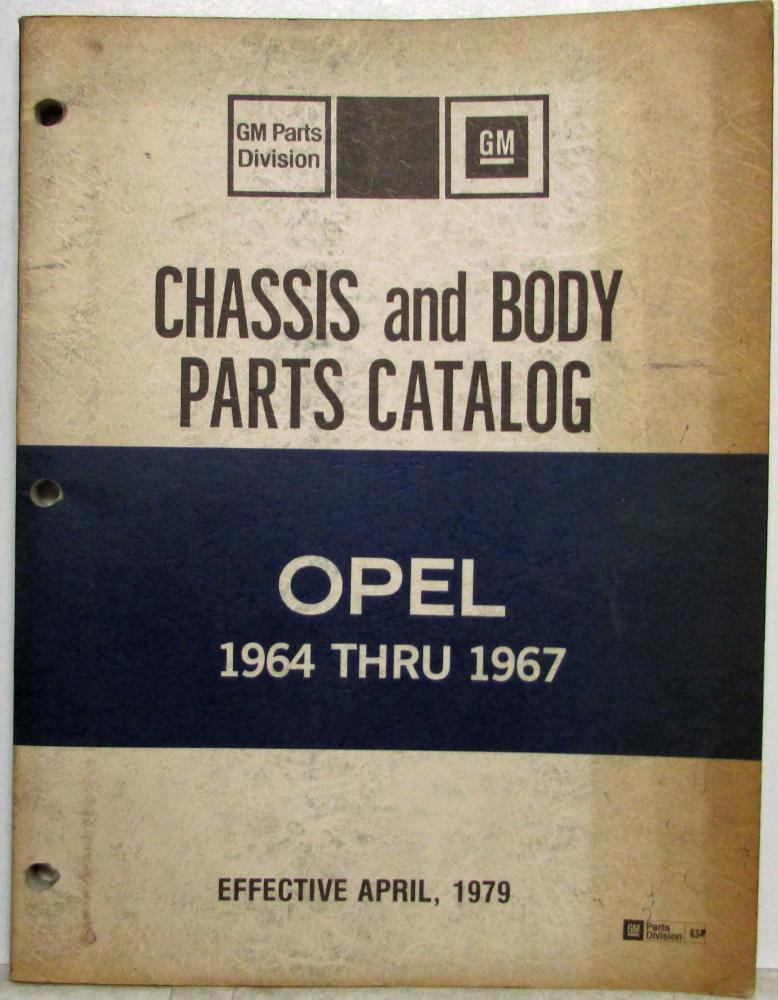 GM Parts
Division
GM
CHASSIS and BODY
PARTS CATALOG
OPEL
1964 THRU 1967
EFFECTIVE APRIL, 1979
GM Parts
Division